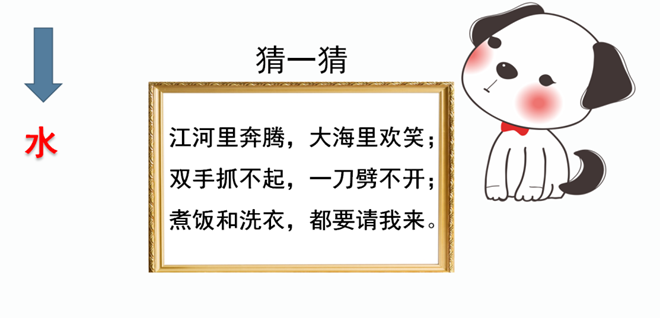 猜一猜
水
江河里奔腾，大海里欢笑；
双手抓不起，一刀劈不开；
煮饭和洗衣，都要请我来。